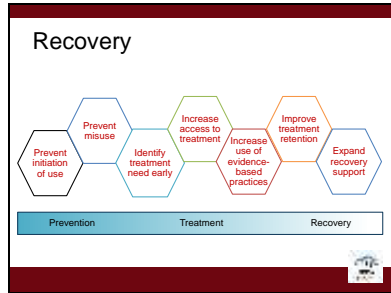 Recovery
Prevent
initiation
of use
Prevent
misuse
Identify
treatment
need early
Increase
access to
treatment
Increase
use of
evidence-
based
practices
Improve
treatment
retention
Expand
recovery
support
Prevention Treatment Recovery